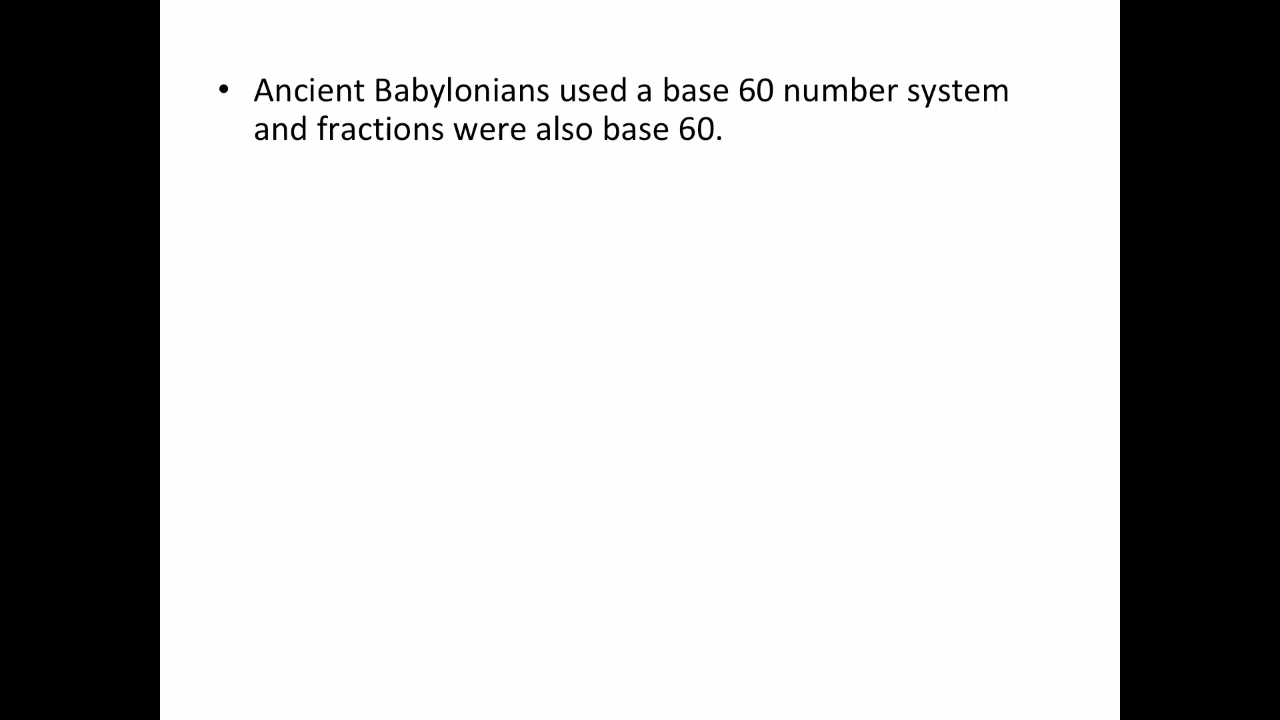 • Ancient Babylonians used a base 60 number system
and fractions were also base 60.